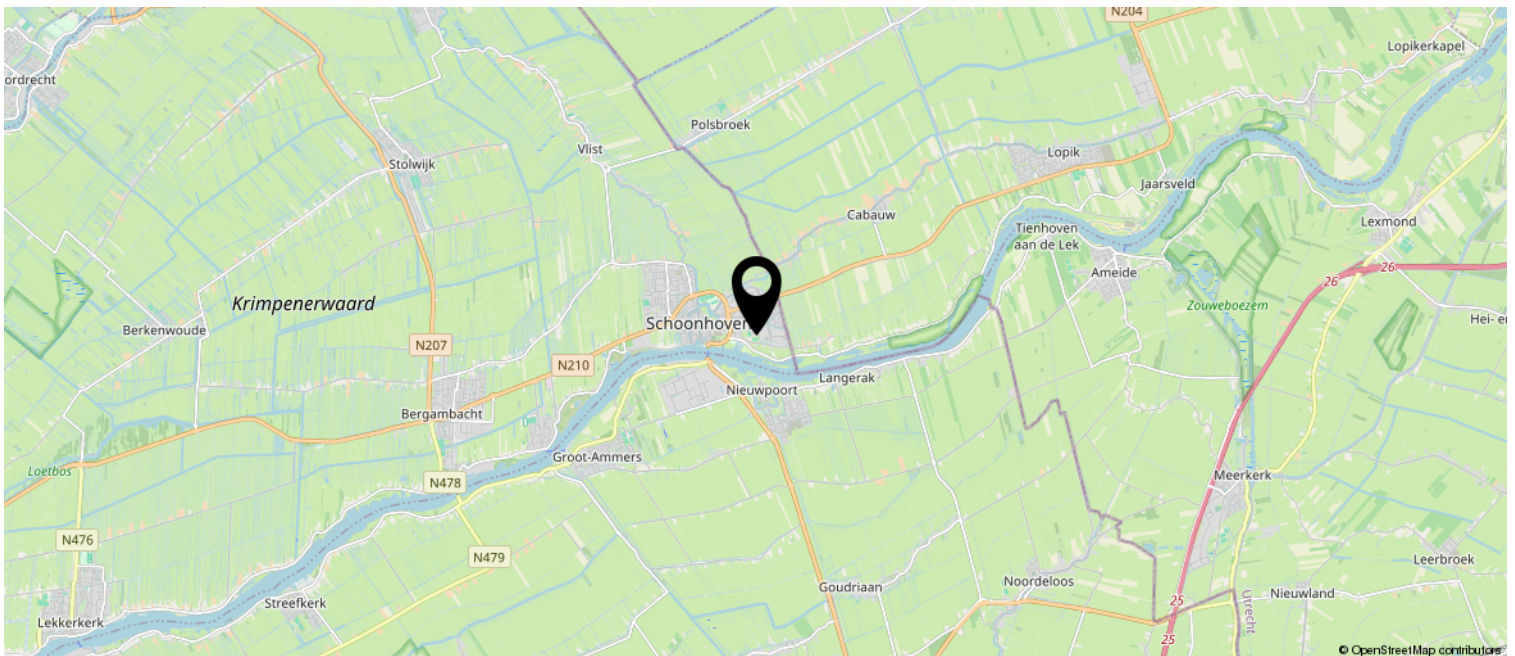 N204
Lopikerkapel
ordrecht
Polsbroek
Vlist
Lopik
Stolwijk
Jaarsveld
Cabauw
Lexmond
Tienhoven
aan de Lek
Ameide
26
26
Krimpenerwaard
Zouweboezem
Schoonhoven
Hei- e
Berkenwoude
N207
N210
Langerak
Nieuwpoort
Bergambacht
Groot-Ammers
Loetbos
Meerkerk
N478
N476
N479
Leerbroek
Noordeloos
Goudriaan
Nieuwland
25
Streefkerk
Utrecht
Lekkerkerk
25
© OpenStreetMap contributors